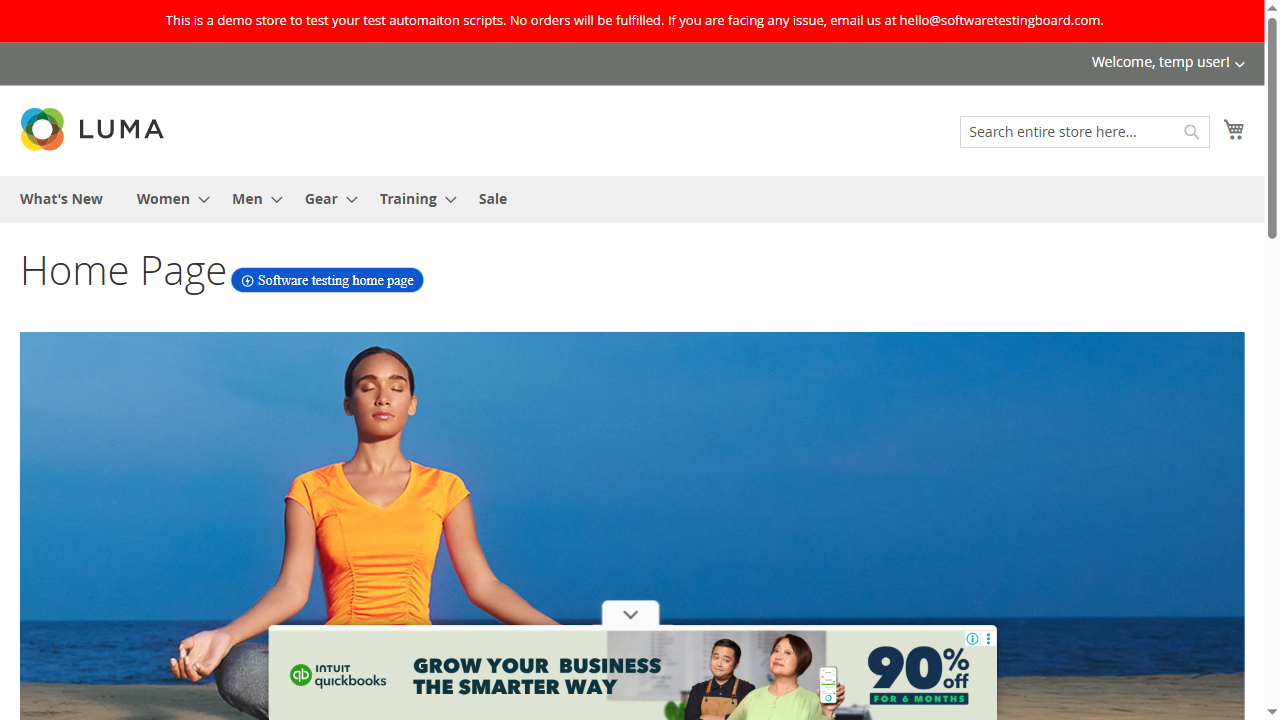 This is a demo store to test your test automaiton scripts. No orders will be fulfilled. If you are facing any issue, email us at hello@softwaretestingboard.com.
Welcome, temp user!
LUMA
Search entire store here...
What's New Women Men Gear Training Sale
Home Page
Software testing home page
INTUIT
quickbooks
GROW YOUR BUSINESS
THE SMARTER WAY
90% off
FOR 6 MONTHS